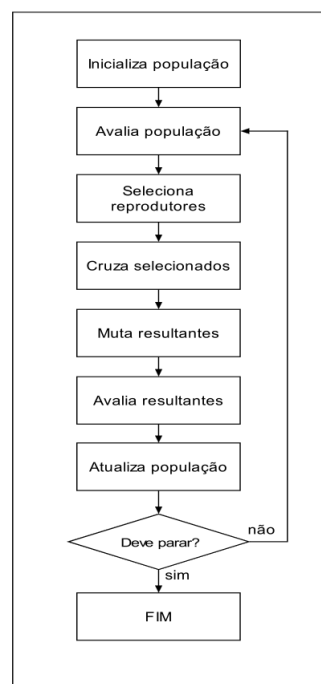 Inicializa população
Avalia população
Seleciona
reprodutores
Cruza selecionados
Muta resultantes
Avalia resultantes
Atualiza população
Deve parar?
não
sim
FIM